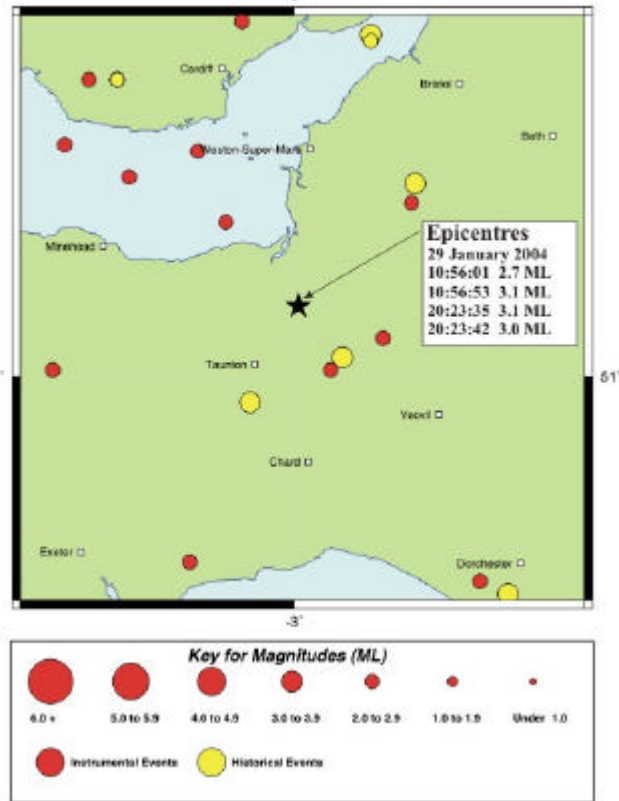 Cardiff
Bristol
Bath
Weston-Super-Mare
Minehead
Epicentres
29 January 2004
10:56:01 2.7 ML
10:56:53 3.1 ML
20:23:35 3.1 ML
20:23:42 3.0 ML
Taunton
51°
Yeovil
Chard
Exeter
Dorchester
-3°
Key for Magnitudes (ML)
6.0 + 5.0 to 5.9 4.0 to 4.9 3.0 to 3.9 2.0 to 2.9 1.0 to 1.9 Under 1.0
Instrumental Events Historical Events